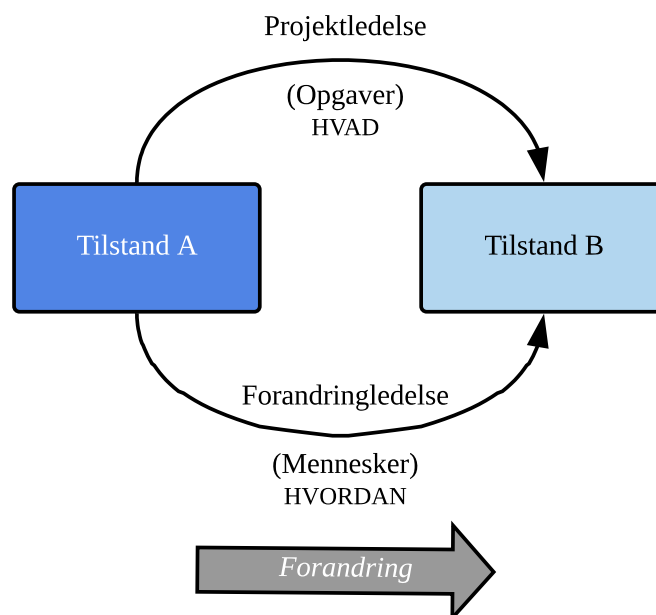 Projektledelse
(Opgaver)
HVAD
Tilstand A
Tilstand B
Forandringledelse
(Mennesker)
HVORDAN
Forandring